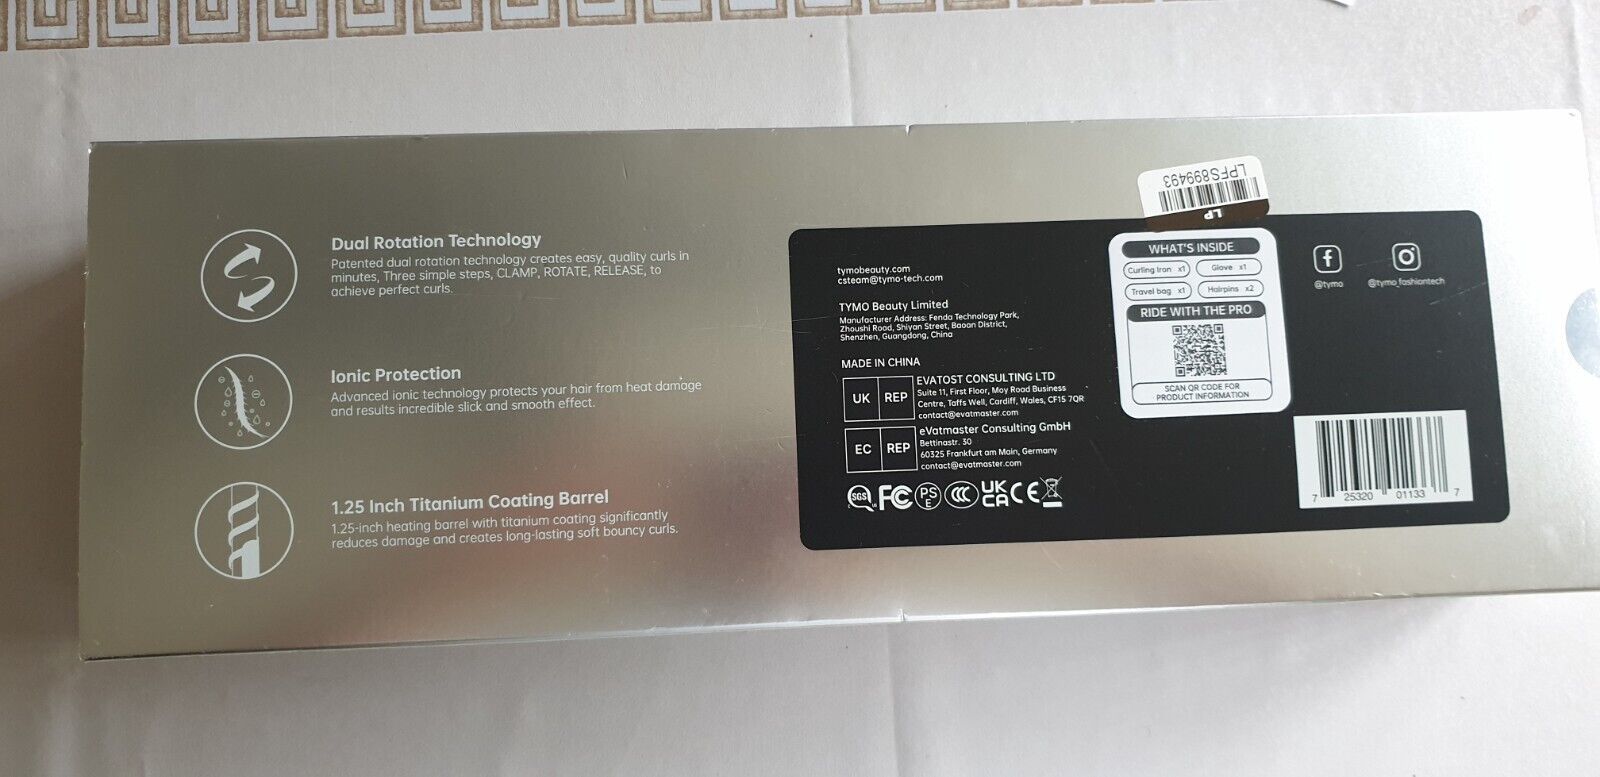 Dual Rotation Technology
Patented dual rotation technology creates easy, quality curls in
minutes, Three simple steps, CLAMP, ROTATE, RELEASE, to
achieve perfect curls.
Ionic Protection
Advanced ionic technology protects your hair from heat damage
and results incredible slick and smooth effect.
1.25 Inch Titanium Coating Barrel
1.25-inch heating barrel with titanium coating significantly
reduces damage and creates long-lasting soft bouncy curls.
LPFS899493
LP
tymobeauty.com
csteam@tymo-tech.com
TYMO Beauty Limited
Manufacturer Address: Fenda Technology Park,
Zhoushi Road, Shiyan Street, Baoan District,
Shenzhen, Guangdong, China
MADE IN CHINA
UK REP
EVATOST CONSULTING LTD
Suite 11, First Floor, Moy Road Business
Centre, Taffs Well, Cardiff, Wales, CF15 7QR
contact@evatmaster.com
EC REP
eVatmaster Consulting GmbH
Bettinastr. 30
60325 Frankfurt am Main, Germany
contact@evatmaster.com
SGS FC PS E CCC UK CA CE
WHAT'S INSIDE
Curling Iron x1 Glove x1
Travel bag x1 Hairpins x2
RIDE WITH THE PRO
SCAN QR CODE FOR
PRODUCT INFORMATION
@tymo @tymo_fashiontech
7 25320 01133 7